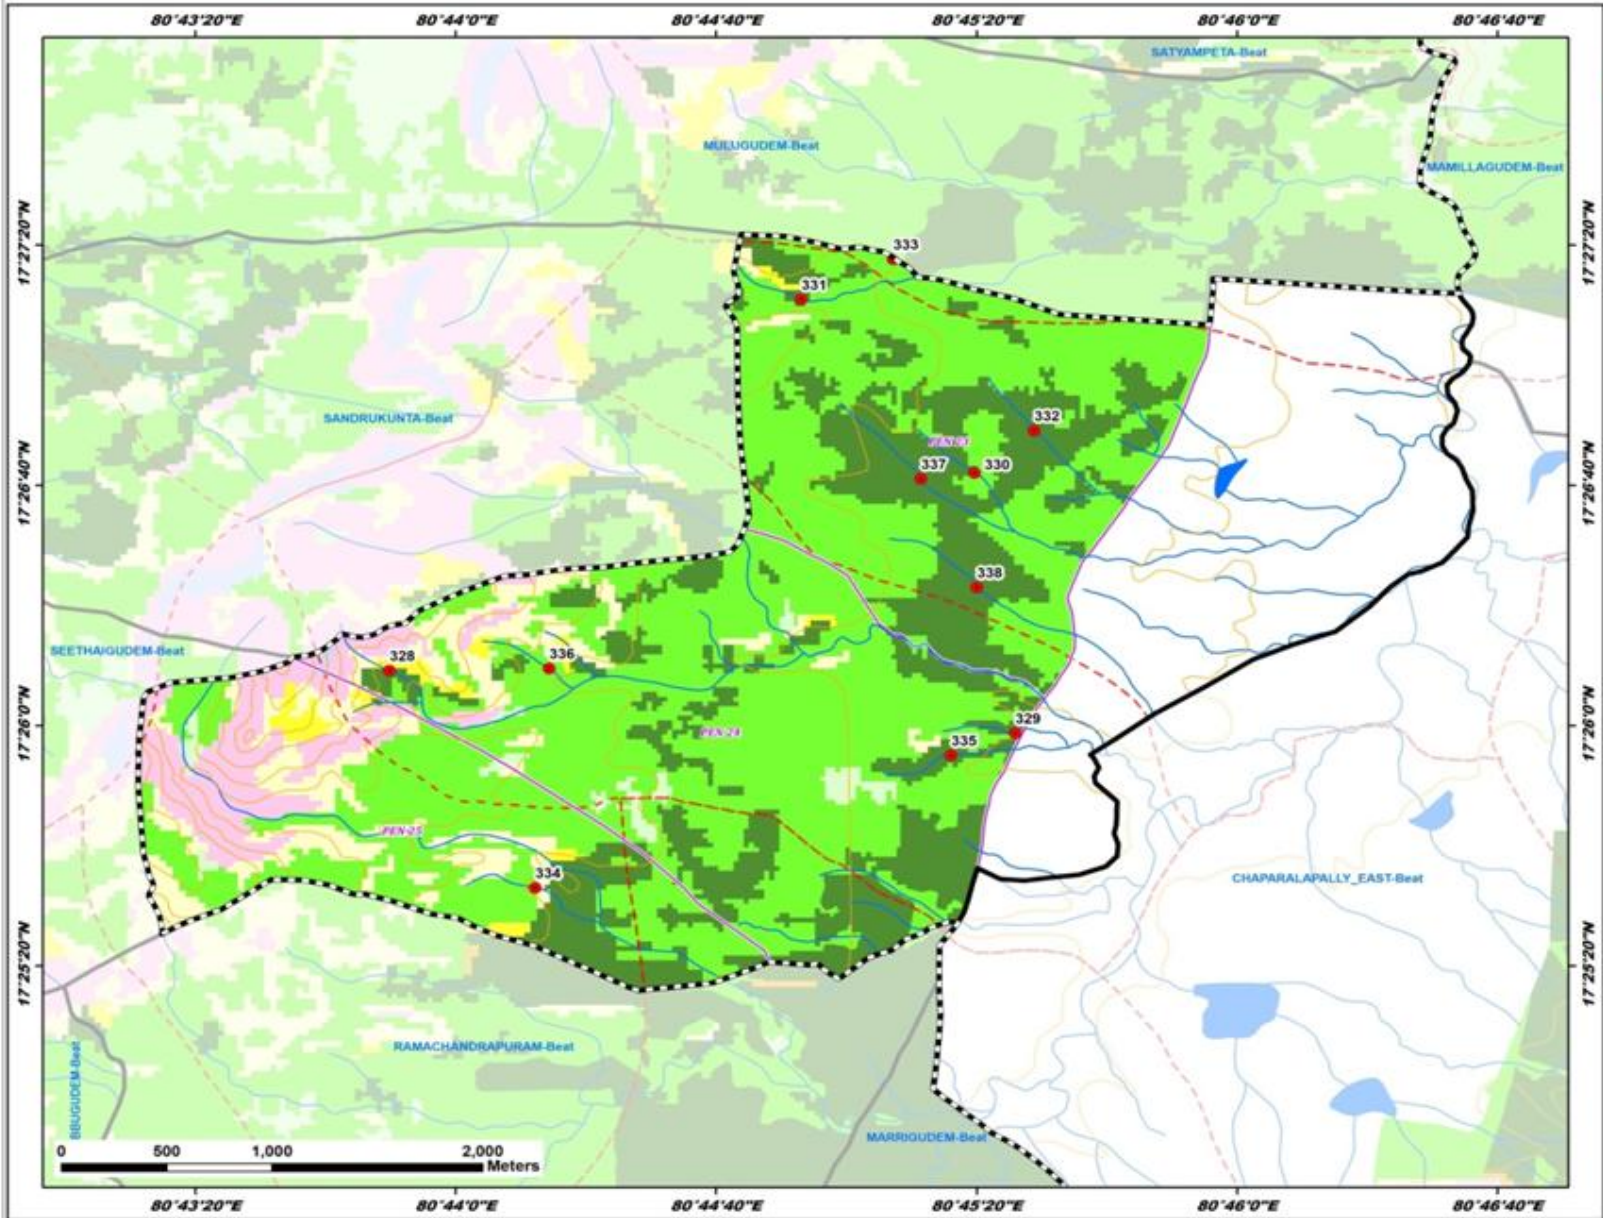 80°43'20"E 80°44'0"E 80°44'40"E 80°45'20"E 80°46'0"E 80°46'40"E
SATYAMPETA-Beat
MULUGUDEM-Beat
MAMILLAGUDEM-Beat
17°27'20"N 17°27'20"N
333
331
SANDRUKUNTA-Beat
332
PEN-23
337 330
17°26'40"N 17°26'40"N
338
SEETHAIGUDEM-Beat
328 336
329
17°26'0"N 17°26'0"N
PEN-24
335
PEN-25
334
CHAPARALAPALLY_EAST-Beat
17°25'20"N 17°25'20"N
RAMACHANDRAPURAM-Beat
BBUGUDEM-Beat
MARRIGUDEM-Beat
0 500 1,000 2,000
Meters
80°43'20"E 80°44'0"E 80°44'40"E 80°45'20"E 80°46'0"E 80°46'40"E